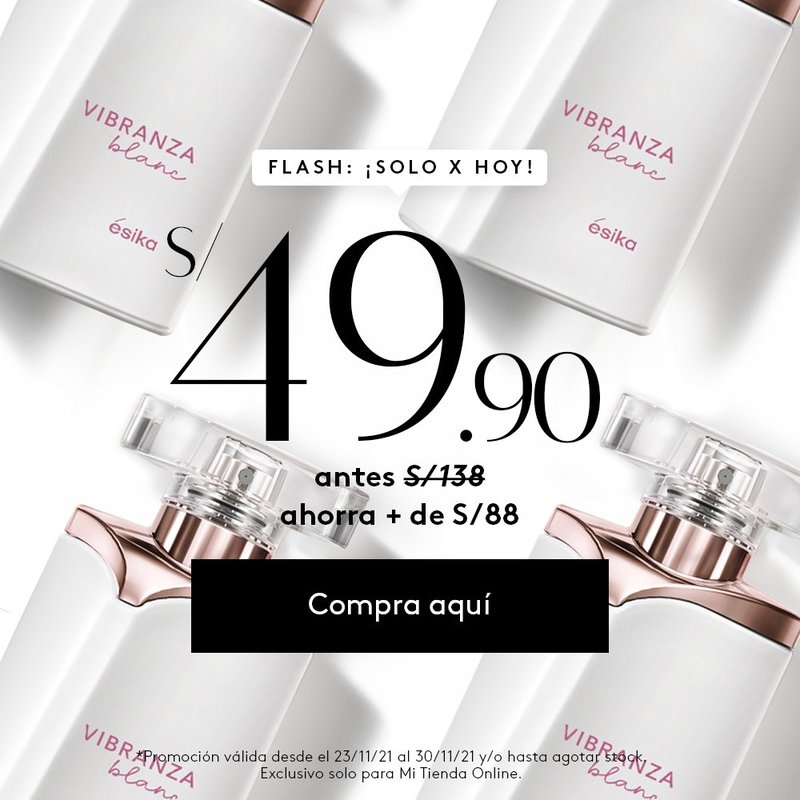 VIBRANZA
blanc
ésika
VIBRANZA
blanc
ésika
FLASH: ¡SOLO X HOY!
S/49.90
antes S/138
ahorra + de S/88
Compra aquí
VIBRANZA
blanc
VIBRANZA
blanc
*Promoción válida desde el 23/11/21 al 30/11/21 y/o hasta agotar stock.
Exclusivo solo para Mi Tienda Online.